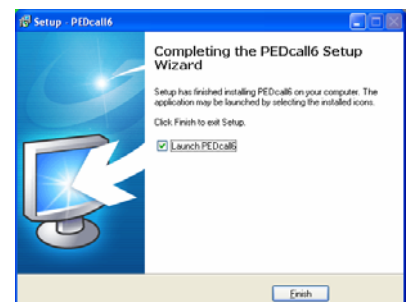 Setup - PEDcall6
Completing the PEDcall6 Setup
Wizard
Setup has finished installing PEDcall6 on your computer. The
application may be launched by selecting the installed icons.
Click Finish to exit Setup.
Launch PEDcall6
Finish